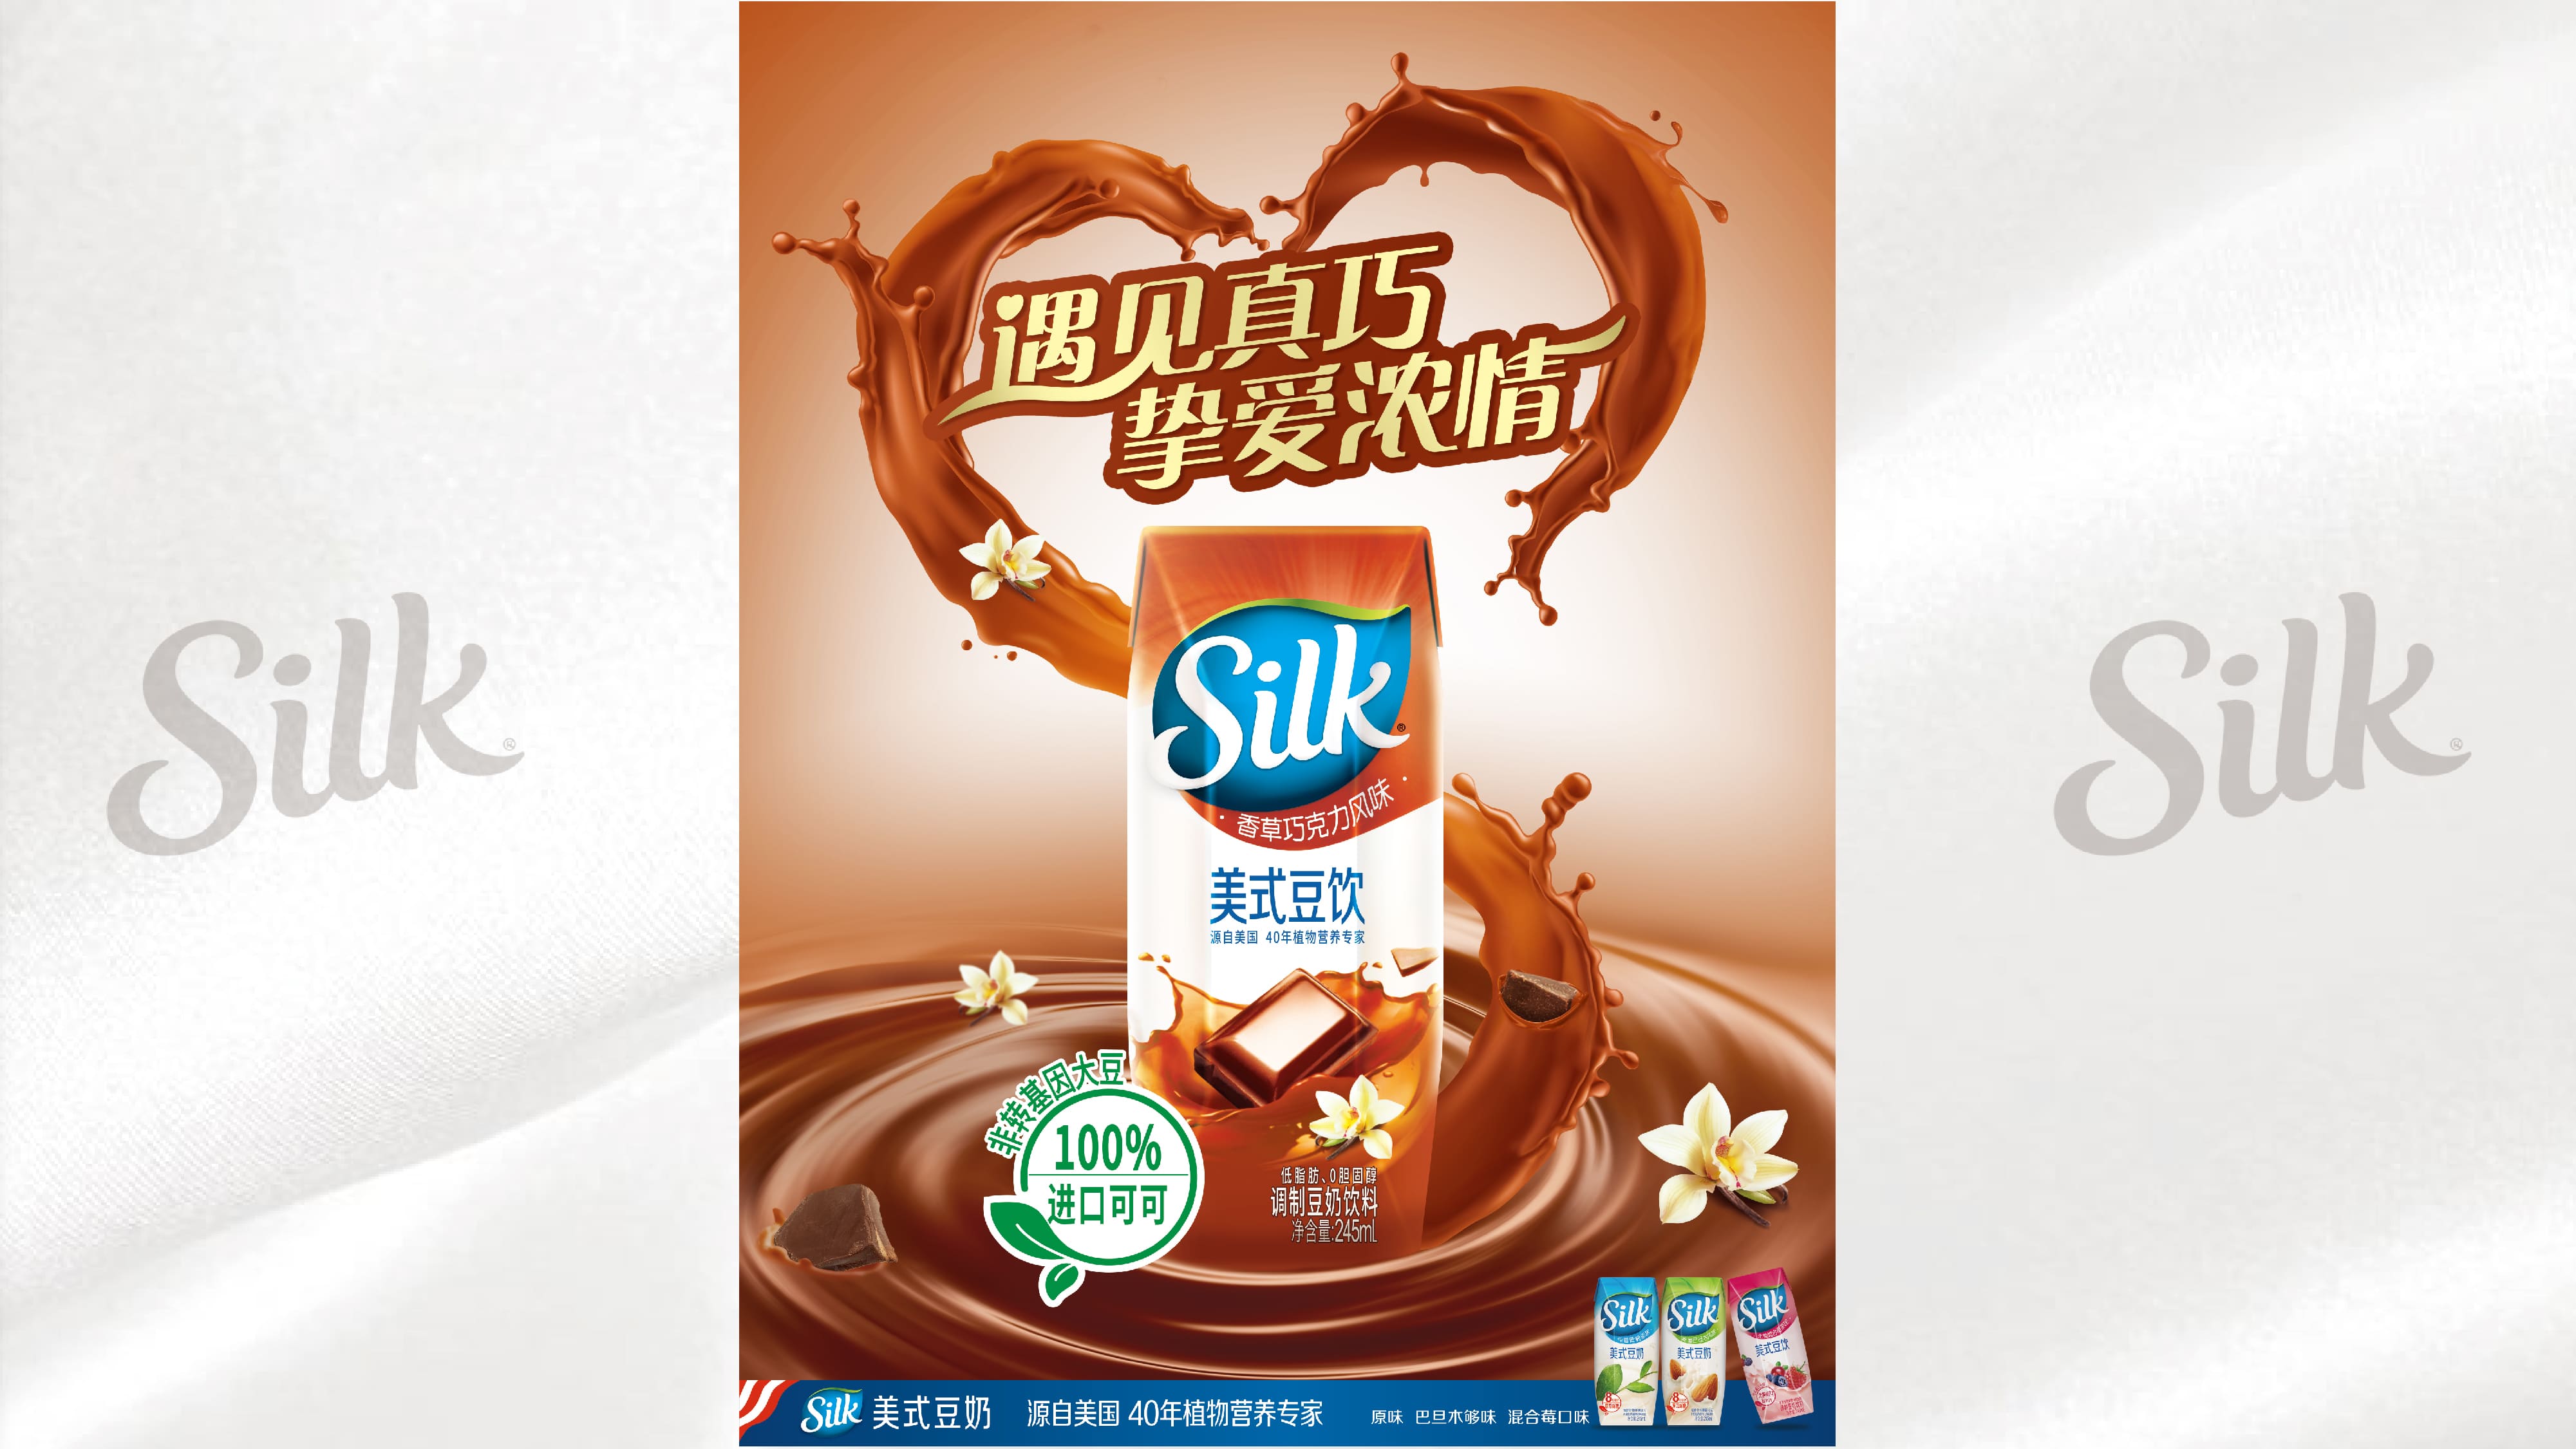 遇见真巧
挚爱浓情
Silk
Silk
Silk
·香草巧克力风味·
美式豆饮
源自美国 40年植物营养专家
非转基因大豆
100%
进口可可
低脂肪、0胆固醇
调制豆奶饮料
净含量:245ml
Silk
美式豆奶
Silk
美式豆奶
Silk
美式豆饮
Silk 美式豆奶 源自美国 40年植物营养专家 原味 巴旦木够味 混合莓口味